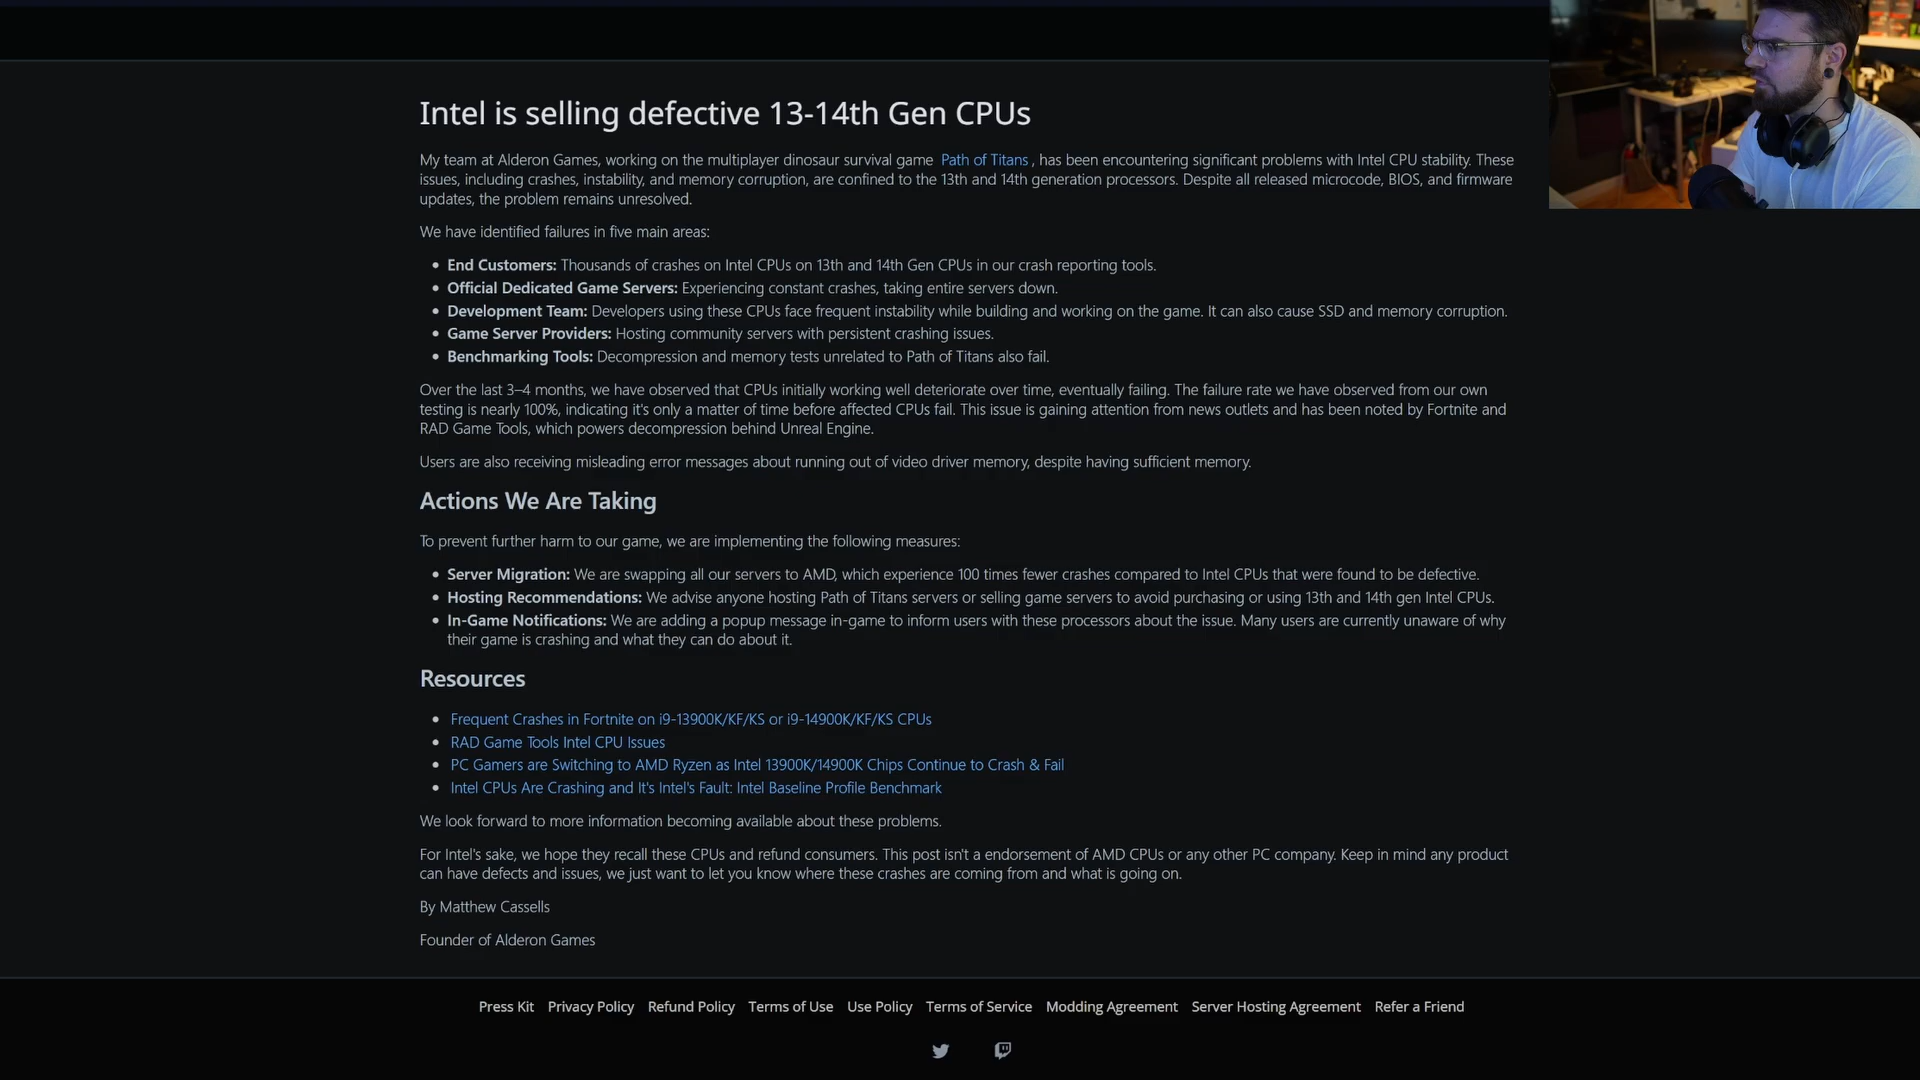 Intel is selling defective 13-14th Gen CPUs
My team at Alderon Games, working on the multiplayer dinosaur survival game Path of Titans , has been encountering significant problems with Intel CPU stability. These
issues, including crashes, instability, and memory corruption, are confined to the 13th and 14th generation processors. Despite all released microcode, BIOS, and firmware
updates, the problem remains unresolved.
We have identified failures in five main areas:
• End Customers: Thousands of crashes on Intel CPUs on 13th and 14th Gen CPUs in our crash reporting tools.
• Official Dedicated Game Servers: Experiencing constant crashes, taking entire servers down.
• Development Team: Developers using these CPUs face frequent instability while building and working on the game. It can also cause SSD and memory corruption.
• Game Server Providers: Hosting community servers with persistent crashing issues.
• Benchmarking Tools: Decompression and memory tests unrelated to Path of Titans also fail.
Over the last 3–4 months, we have observed that CPUs initially working well deteriorate over time, eventually failing. The failure rate we have observed from our own
testing is nearly 100%, indicating it's only a matter of time before affected CPUs fail. This issue is gaining attention from news outlets and has been noted by Fortnite and
RAD Game Tools, which powers decompression behind Unreal Engine.
Users are also receiving misleading error messages about running out of video driver memory, despite having sufficient memory.
Actions We Are Taking
To prevent further harm to our game, we are implementing the following measures:
• Server Migration: We are swapping all our servers to AMD, which experience 100 times fewer crashes compared to Intel CPUs that were found to be defective.
• Hosting Recommendations: We advise anyone hosting Path of Titans servers or selling game servers to avoid purchasing or using 13th and 14th gen Intel CPUs.
• In-Game Notifications: We are adding a popup message in-game to inform users with these processors about the issue. Many users are currently unaware of why
their game is crashing and what they can do about it.
Resources
• Frequent Crashes in Fortnite on i9-13900K/KF/KS or i9-14900K/KF/KS CPUs
• RAD Game Tools Intel CPU Issues
• PC Gamers are Switching to AMD Ryzen as Intel 13900K/14900K Chips Continue to Crash & Fail
• Intel CPUs Are Crashing and It's Intel's Fault: Intel Baseline Profile Benchmark
We look forward to more information becoming available about these problems.
For Intel's sake, we hope they recall these CPUs and refund consumers. This post isn't a endorsement of AMD CPUs or any other PC company. Keep in mind any product
can have defects and issues, we just want to let you know where these crashes are coming from and what is going on.
By Matthew Cassells
Founder of Alderon Games
Press Kit Privacy Policy Refund Policy Terms of Use Use Policy Terms of Service Modding Agreement Server Hosting Agreement Refer a Friend